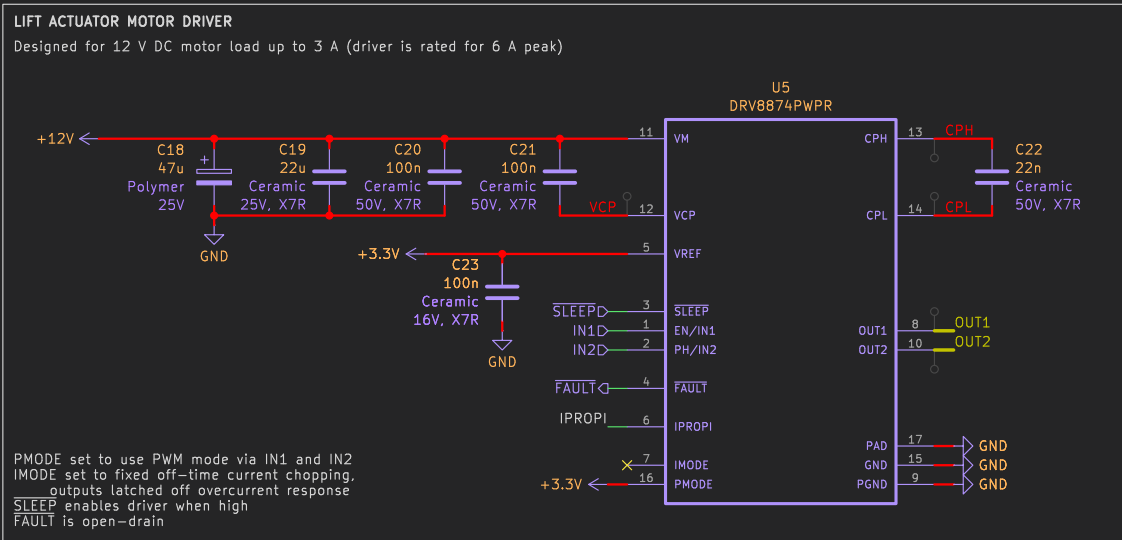 LIFT ACTUATOR MOTOR DRIVER
Designed for 12 V DC motor load up to 3 A (driver is rated for 6 A peak)
U5
DRV8874PWPR
+12V
C18
47u
Polymer
25V
C19
22u
Ceramic
25V, X7R
C20
100n
Ceramic
50V, X7R
C21
100n
Ceramic
50V, X7R
GND
VCP
11
VM
12
VCP
+3.3V
5
VREF
C23
100n
Ceramic
16V, X7R
GND
SLEEP
3
SLEEP
IN1
1
EN/IN1
IN2
2
PH/IN2
FAULT
4
FAULT
IPROPI
6
IPROPI
7
IMODE
+3.3V
16
PMODE
CPH
13
CPH
CPL
14
CPL
C22
22n
Ceramic
50V, X7R
OUT1
8
OUT1
OUT2
10
OUT2
PAD
17
GND
GND
15
GND
PGND
9
GND
PMODE set to use PWM mode via IN1 and IN2
IMODE set to fixed off-time current chopping,
outputs latched off overcurrent response
SLEEP enables driver when high
FAULT is open-drain